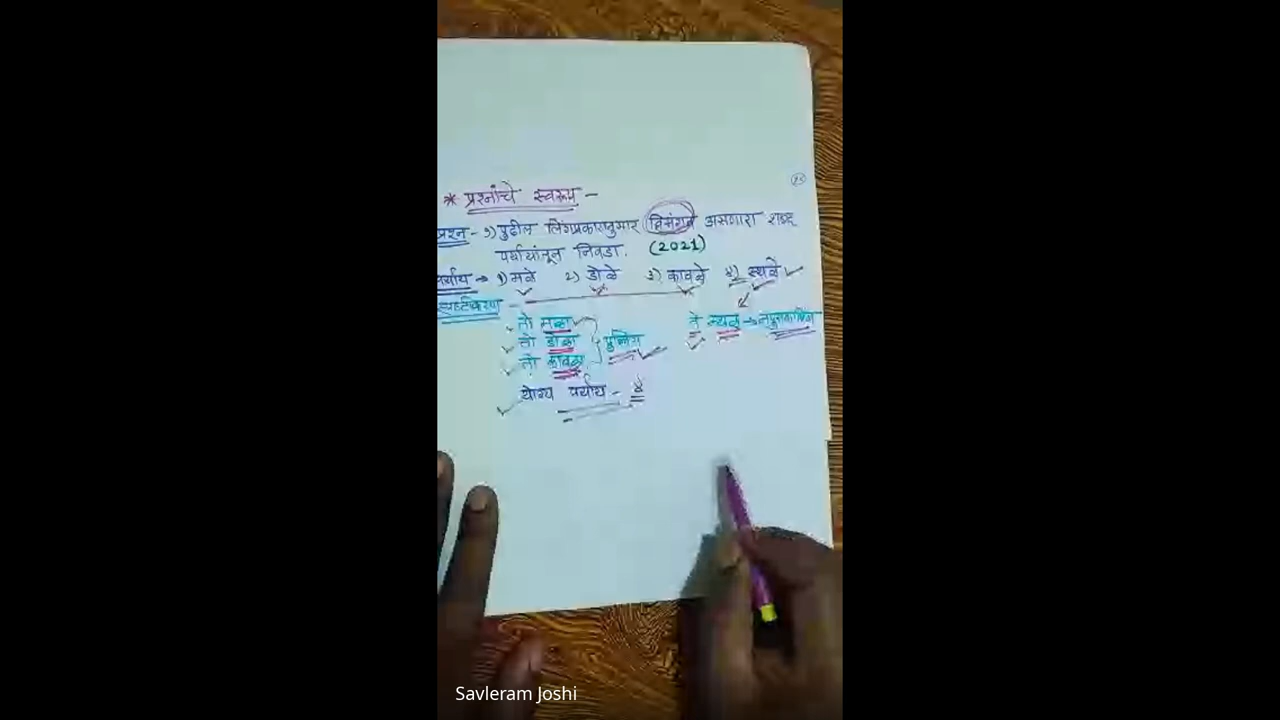 * प्रश्नांचे स्वरूप -
प्रश्न - १) पुढील लिंगप्रकारानुसार विसंगत असणारा शब्द
पर्यायांतून निवडा. (2021)
पर्याय → १) मळे २) डोळे ३) कावळे ४) स्थळे
स्पष्टीकरण -
तो मळा
तो डोळा
तो कावळा
पुल्लिंग
ते स्थळ → नपुसकलिंग
योग्य पर्याय - ४
Savleram Joshi